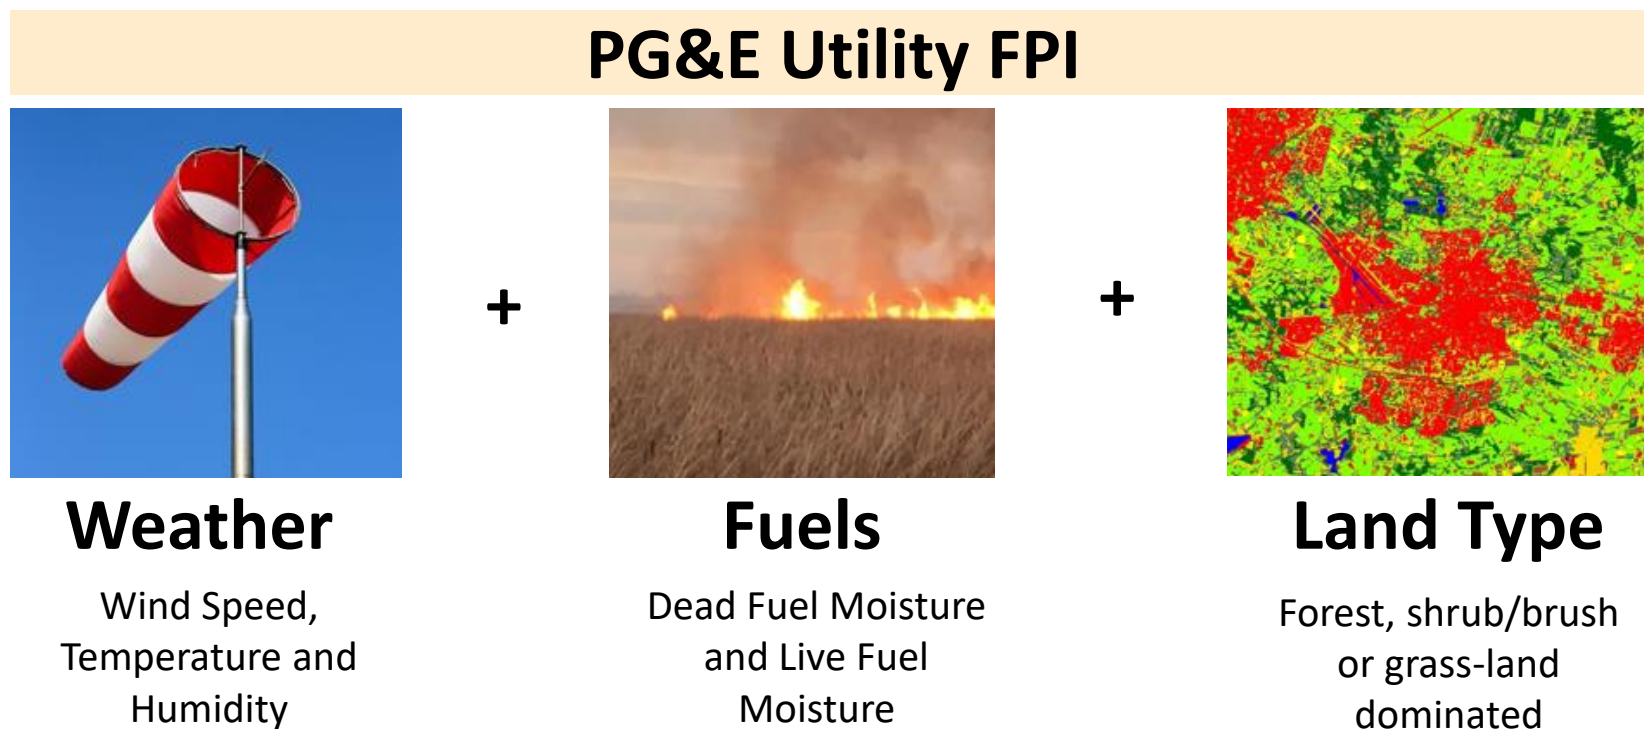 PG&E Utility FPI
+
+
Weather
Wind Speed,
Temperature and
Humidity
Fuels
Dead Fuel Moisture
and Live Fuel
Moisture
Land Type
Forest, shrub/brush
or grass-land
dominated